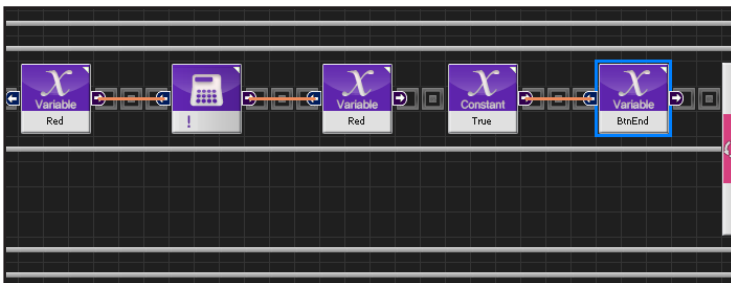 x
Variable
Red
!
x
Variable
Red
x
Constant
True
x
Variable
BtnEnd